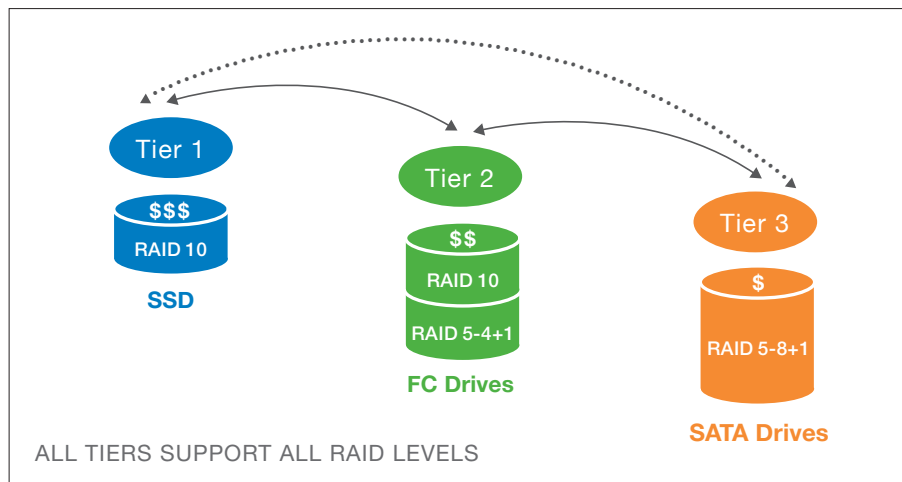 Tier 1
$$$
RAID 10
SSD
Tier 2
$$
RAID 10
RAID 5-4+1
FC Drives
Tier 3
$
RAID 5-8+1
SATA Drives
ALL TIERS SUPPORT ALL RAID LEVELS